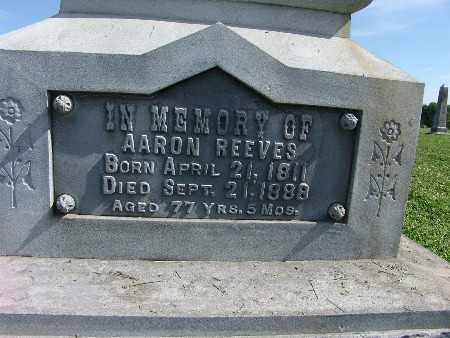 IN MEMORY OF
AARON REEVES
BORN APRIL 21, 1811
DIED SEPT. 21, 1888
AGED 77 YRS. 5 MOS.